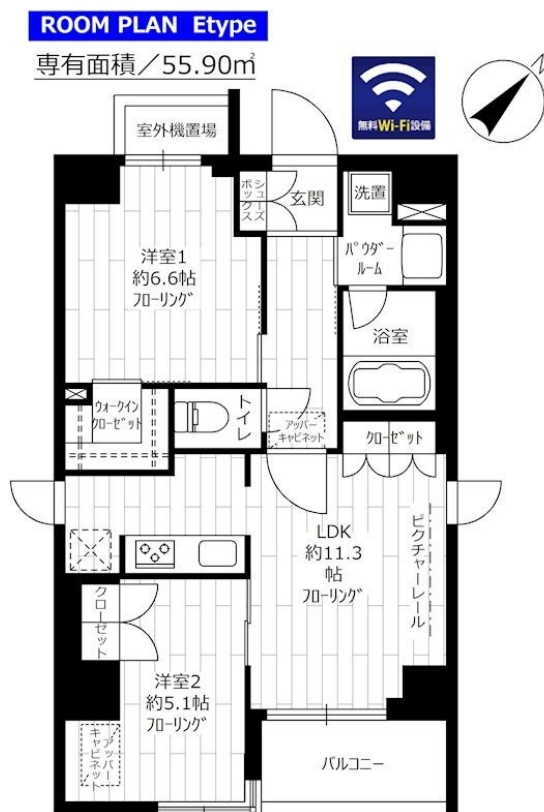 ROOM PLAN Etype
専有面積／55.90㎡
無料Wi-Fi設備
N
室外機置場
シューズ
ボックス
玄関
洗置
パウダー
ルーム
洋室1
約6.6帖
フローリング
浴室
ウォークイン
クローゼット
トイレ
アッパー
キャビネット
クローゼット
LDK
約11.3
帖
フローリング
ピクチャーレール
クローゼット
洋室2
約5.1帖
フローリング
アッパー
キャビネット
バルコニー